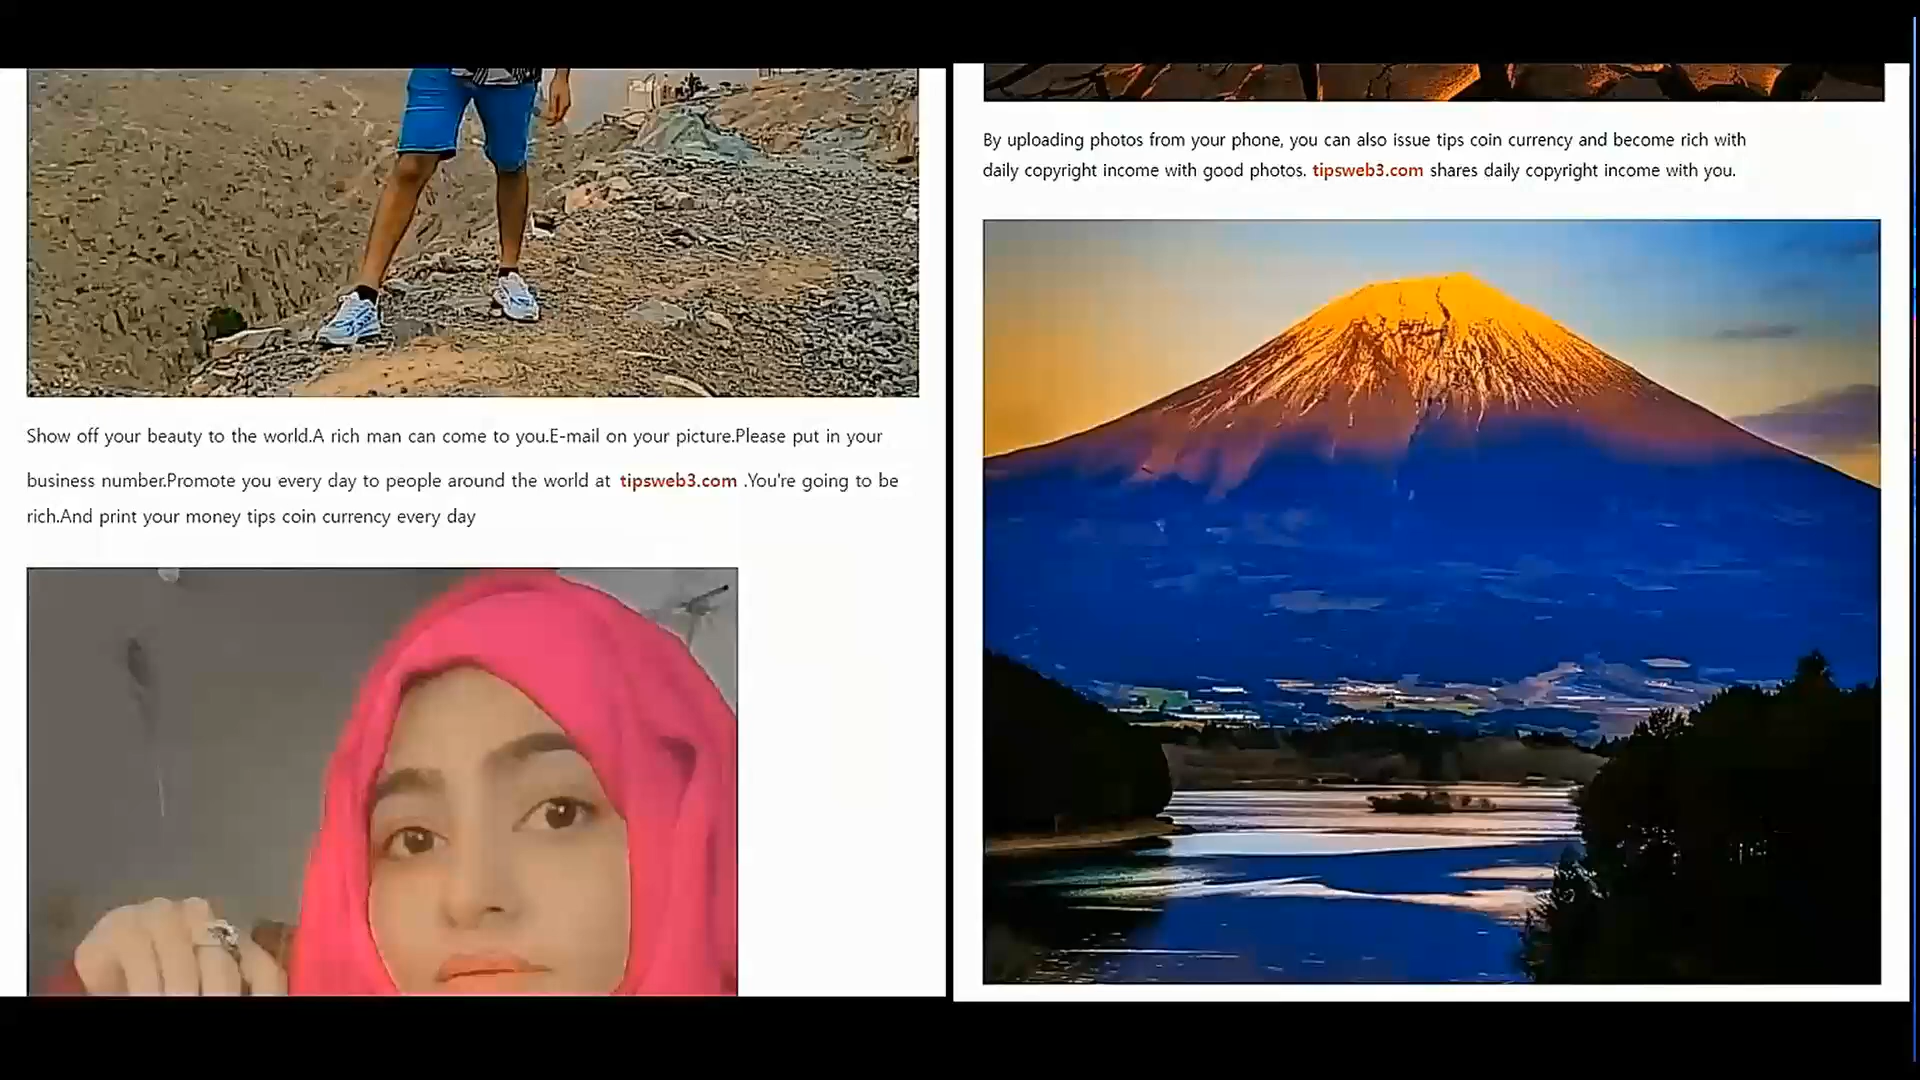 Show off your beauty to the world.A rich man can come to you.E-mail on your picture.Please put in your
business number.Promote you every day to people around the world at tipsweb3.com .You're going to be
rich.And print your money tips coin currency every day
By uploading photos from your phone, you can also issue tips coin currency and become rich with
daily copyright income with good photos. tipsweb3.com shares daily copyright income with you.